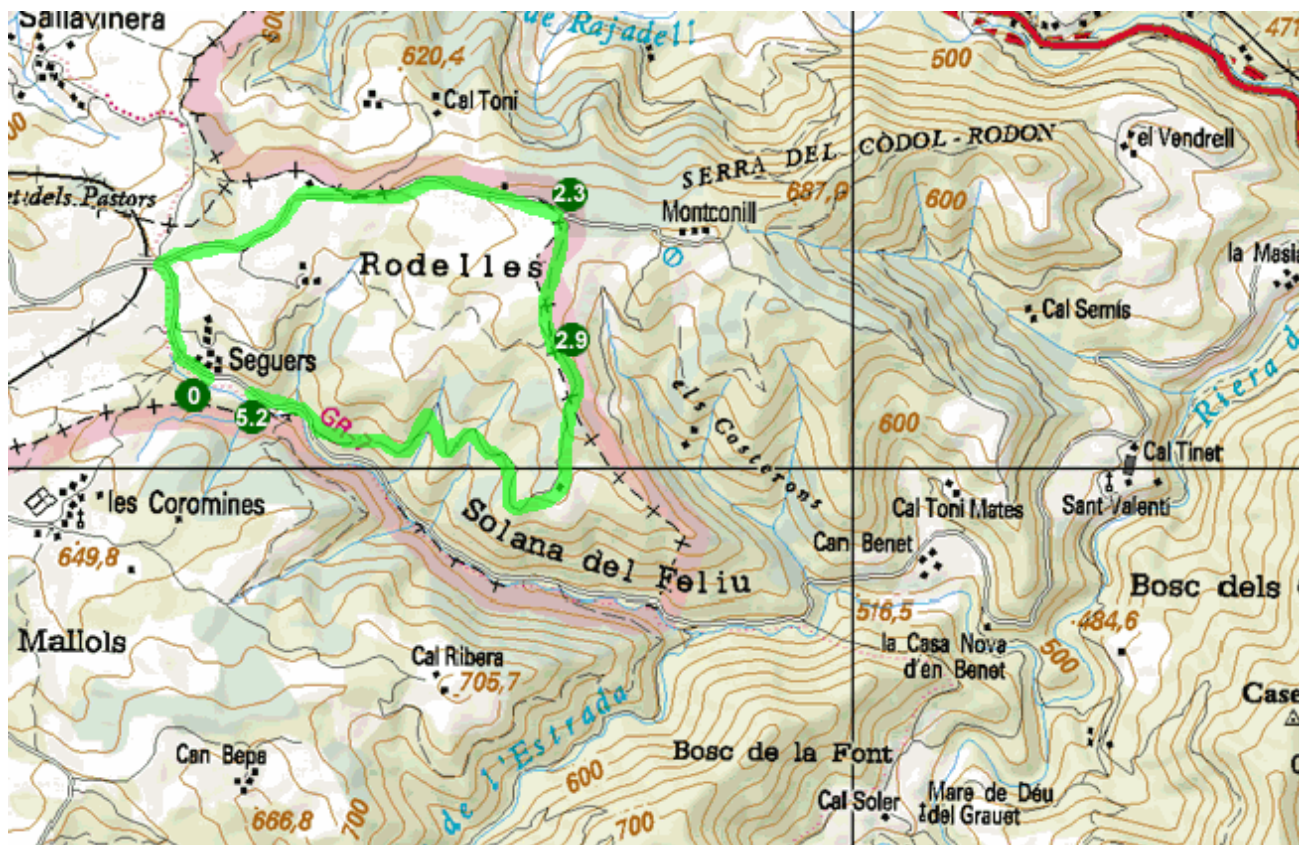 Sallavinera
de Rajadell
800
620,4
500
471
Cal Toni
el Vendrell
SERRA DEL CÒDOL-RODON
687,9
600
et dels Pastors
2.3
Montconill
Rodelles
la Masia
Cal Semís
2.9
Seguers
0
5.2
GR
els Casterons
600
Riera d
Cal Tinet
les Coromines
Solana del Feliu
Cal Toni Mates
Sant Valentí
649,8
Can Benet
516,5
Bosc dels
484,6
Mallols
la Casa Nova
d'en Benet
500
Cal Ribera
705,7
Case
Can Bepa
de l'Estrada
Bosc de la Font
600
666,8
700
700
Cal Soler
Mare de Déu
del Grauet